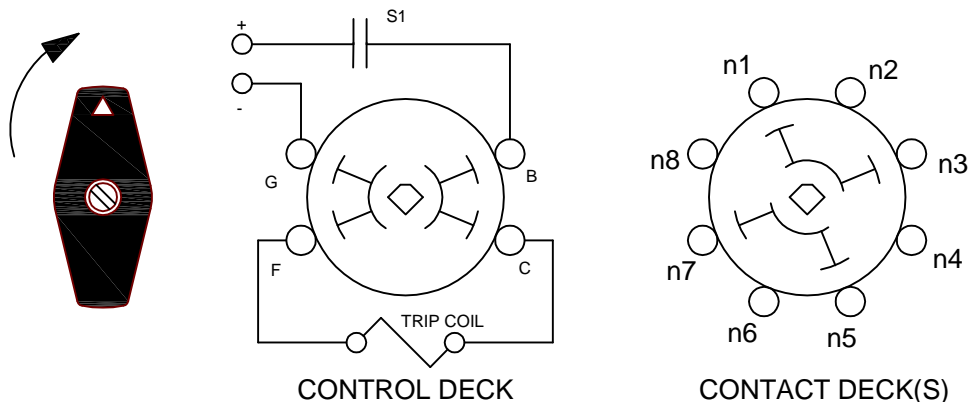 S1
+
-
G
B
F
C
TRIP COIL
CONTROL DECK
n1
n2
n8
n3
n7
n4
n6
n5
CONTACT DECK(S)